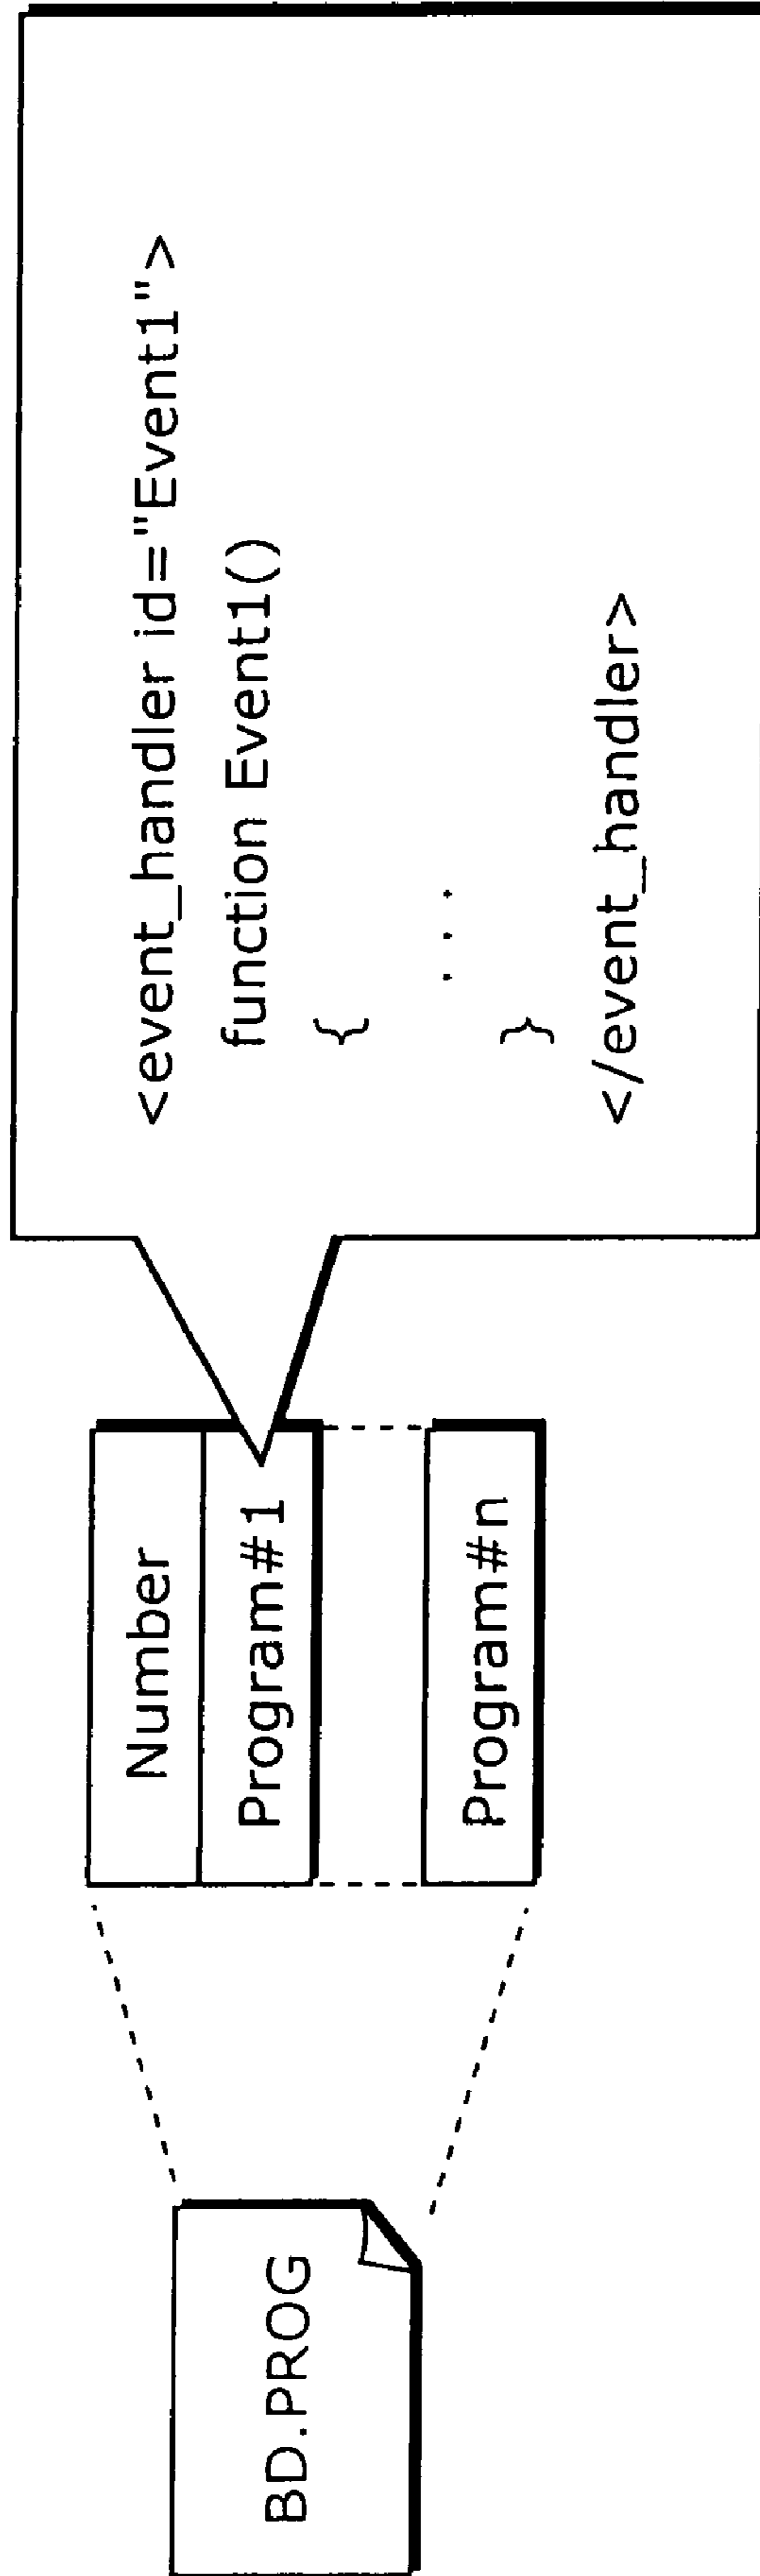 BD.PROG
Number
Program#1
Program#n
<event_handler id="Event1">
function Event1()
{
. . .
}
</event_handler>